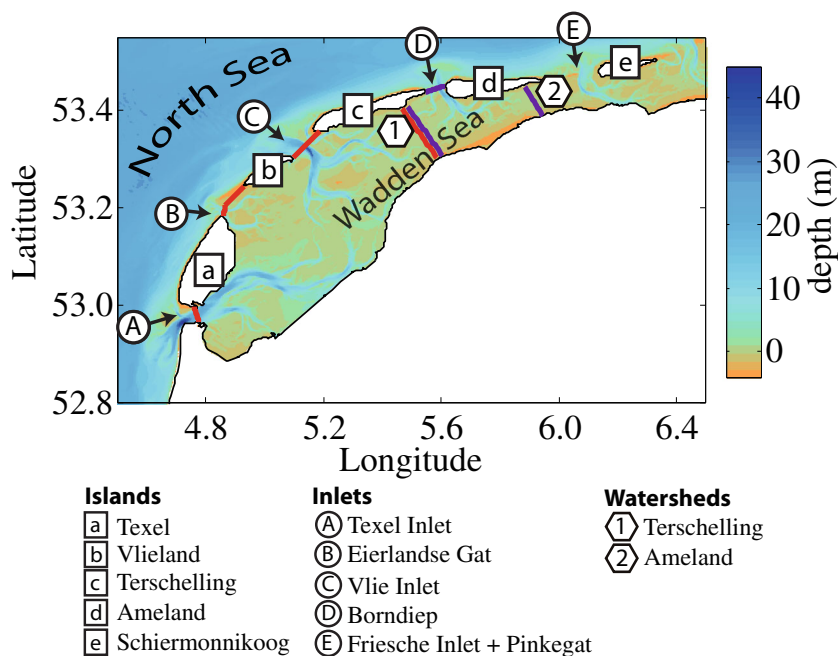 North Sea
Wadden Sea
A
B
C
D
E
a
b
c
d
e
1
2
53.4
53.2
53.0
52.8
Latitude
4.8 5.2 5.6 6.0 6.4
Longitude
40
30
20
10
0
depth (m)
Islands
a Texel
b Vlieland
c Terschelling
d Ameland
e Schiermonnikoog
Inlets
A Texel Inlet
B Eierlandse Gat
C Vlie Inlet
D Borndiep
E Friesche Inlet + Pinkegat
Watersheds
1 Terschelling
2 Ameland